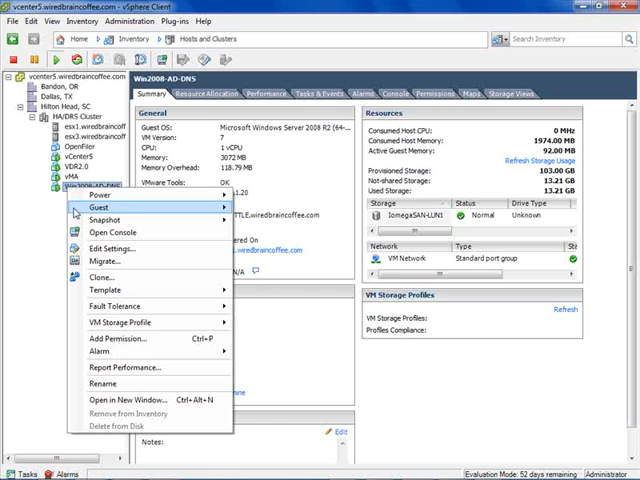 vcenter5.wiredbraincoffee.com - vSphere Client
File Edit View Inventory Administration Plug-ins Help
Home Inventory Hosts and Clusters
Search Inventory
vcenter5.wiredbraincoffee.com
Bandon, OR
Dallas, TX
Hilton Head, SC
HA/DRS Cluster
esx1.wiredbraincoff
esx3.wiredbraincoff
OpenFiler
vCenter5
VDR2.0
vMA
Win2008-AD-DNS
Power
Guest
Snapshot
Open Console
Edit Settings...
Migrate...
Clone...
Template
Fault Tolerance
VM Storage Profile
Add Permission... Ctrl+P
Alarm
Report Performance...
Rename
Open in New Window... Ctrl+Alt+N
Remove from Inventory
Delete from Disk
Win2008-AD-DNS
Summary Resource Allocation Performance Tasks & Events Alarms Console Permissions Maps Storage Views
General
Guest OS: Microsoft Windows Server 2008 R2 (64-...
VM Version: 7
CPU: 1 vCPU
Memory: 3072 MB
Memory Overhead: 118.79 MB
VMware Tools: OK
.1.20
TTLE.wiredbraincoffee.com
ered On
.wiredbraincoffee.com
N/A
Edit
Notes:
Resources
Consumed Host CPU: 0 MHz
Consumed Host Memory: 1974.00 MB
Active Guest Memory: 92.00 MB
Refresh Storage Usage
Provisioned Storage: 103.00 GB
Not-shared Storage: 13.21 GB
Used Storage: 13.21 GB
Storage Status Drive Type
IomegaSAN-LUN1 Normal Unknown
Network Type
VM Network Standard port group
VM Storage Profiles
Refresh
VM Storage Profiles:
Profiles Compliance:
Tasks Alarms
Evaluation Mode: 52 days remaining Administrator